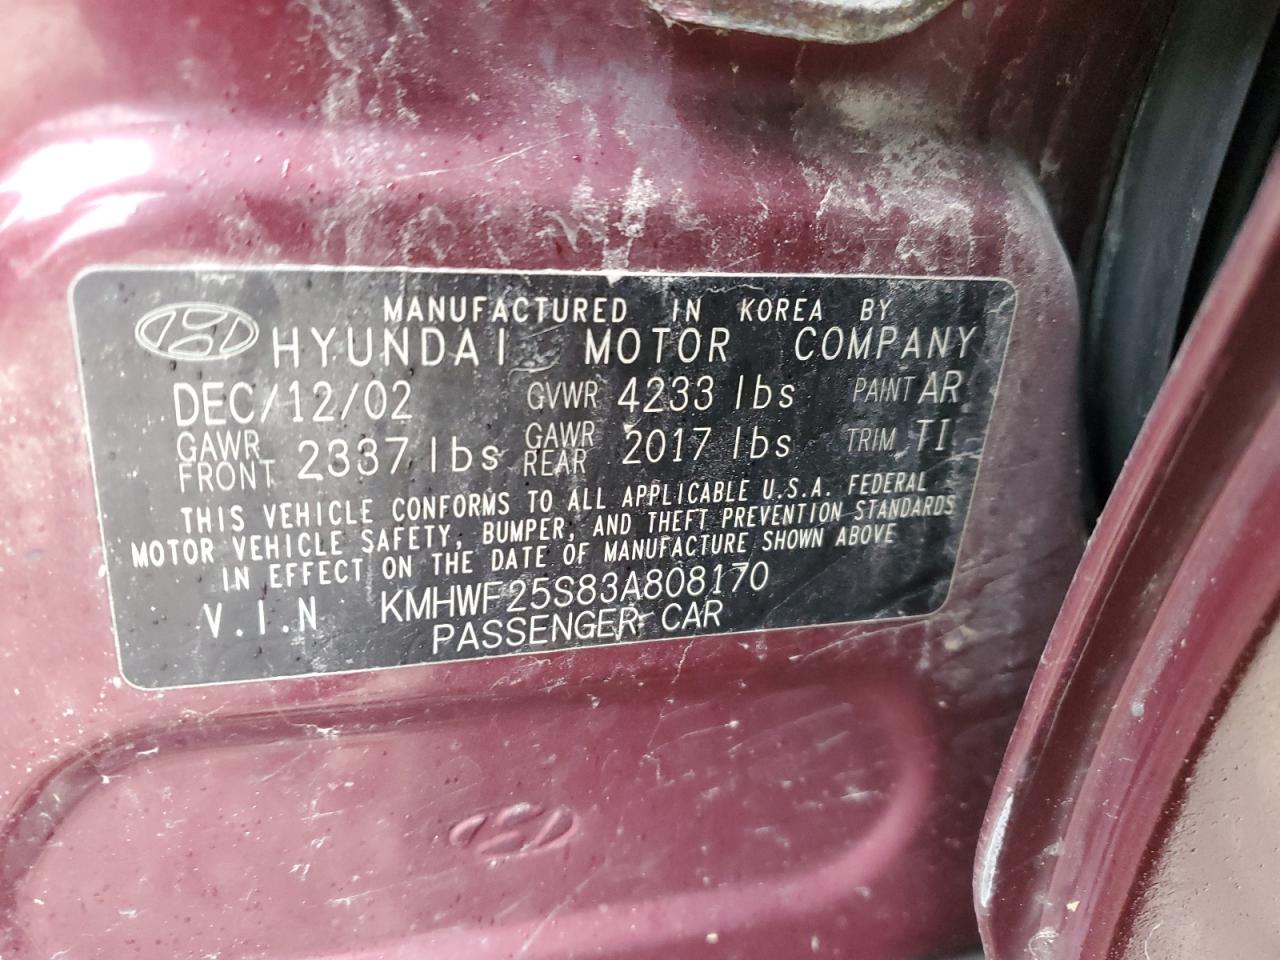 MANUFACTURED IN KOREA BY
HYUNDAI MOTOR COMPANY
DEC/12/02 GVWR 4233 lbs PAINT AR
GAWR FRONT 2337 lbs GAWR REAR 2017 lbs TRIM TI
THIS VEHICLE CONFORMS TO ALL APPLICABLE U.S.A. FEDERAL
MOTOR VEHICLE SAFETY, BUMPER, AND THEFT PREVENTION STANDARDS
IN EFFECT ON THE DATE OF MANUFACTURE SHOWN ABOVE
V.I.N KMHWF25S83A808170
PASSENGER CAR